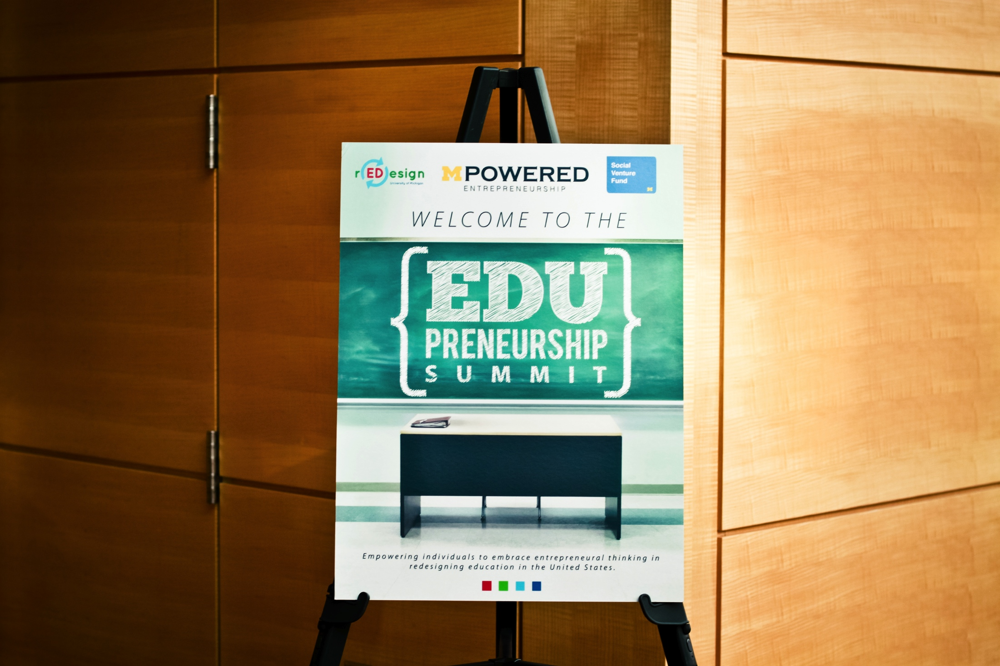 rEDesign
University of Michigan
MPOWERED
ENTREPRENEURSHIP
Social
Venture
Fund
M
WELCOME TO THE
{EDU
PRENEURSHIP
SUMMIT}
Empowering individuals to embrace entrepreneural thinking in
redesigning education in the United States.